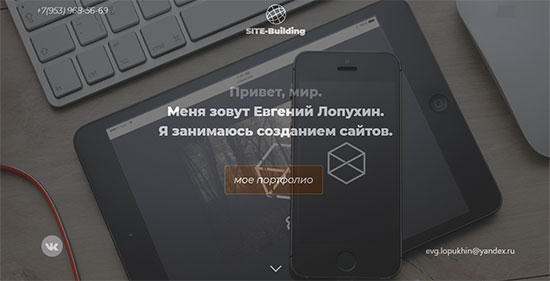 +7(953) 968-56-69
SITE-Building
Привет, мир.
Меня зовут Евгений Лопухин.
Я занимаюсь созданием сайтов.
мое портфолио
evg.lopukhin@yandex.ru